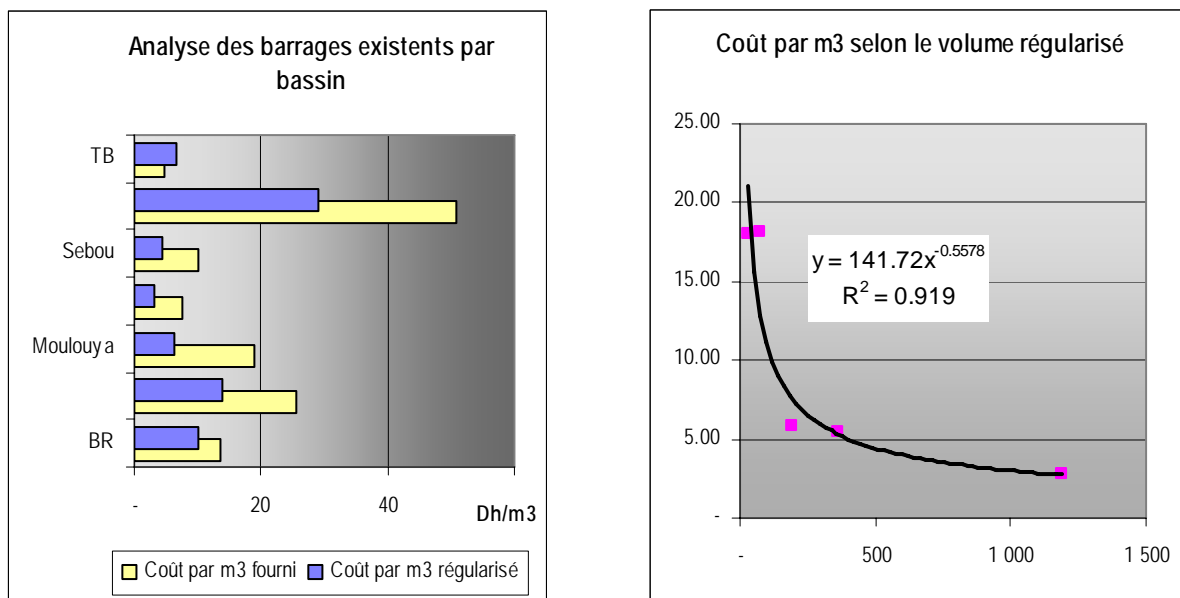 Analyse des barrages existents par
bassin
TB
Sebou
Moulouya
BR
-
20
40
Dh/m3
Coût par m3 fourni
Coût par m3 régularisé
Coût par m3 selon le volume régularisé
25.00
20.00
15.00
10.00
5.00
-
y = 141.72x^-0.5578
R² = 0.919
-
500
1 000
1 500